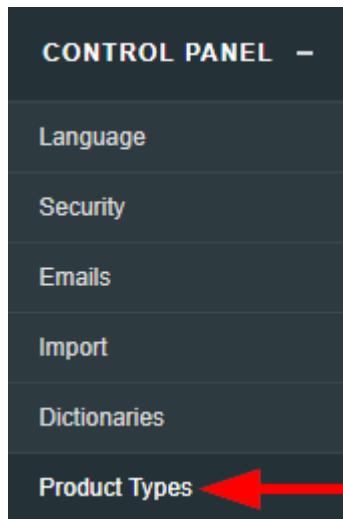 CONTROL PANEL –
Language
Security
Emails
Import
Dictionaries
Product Types